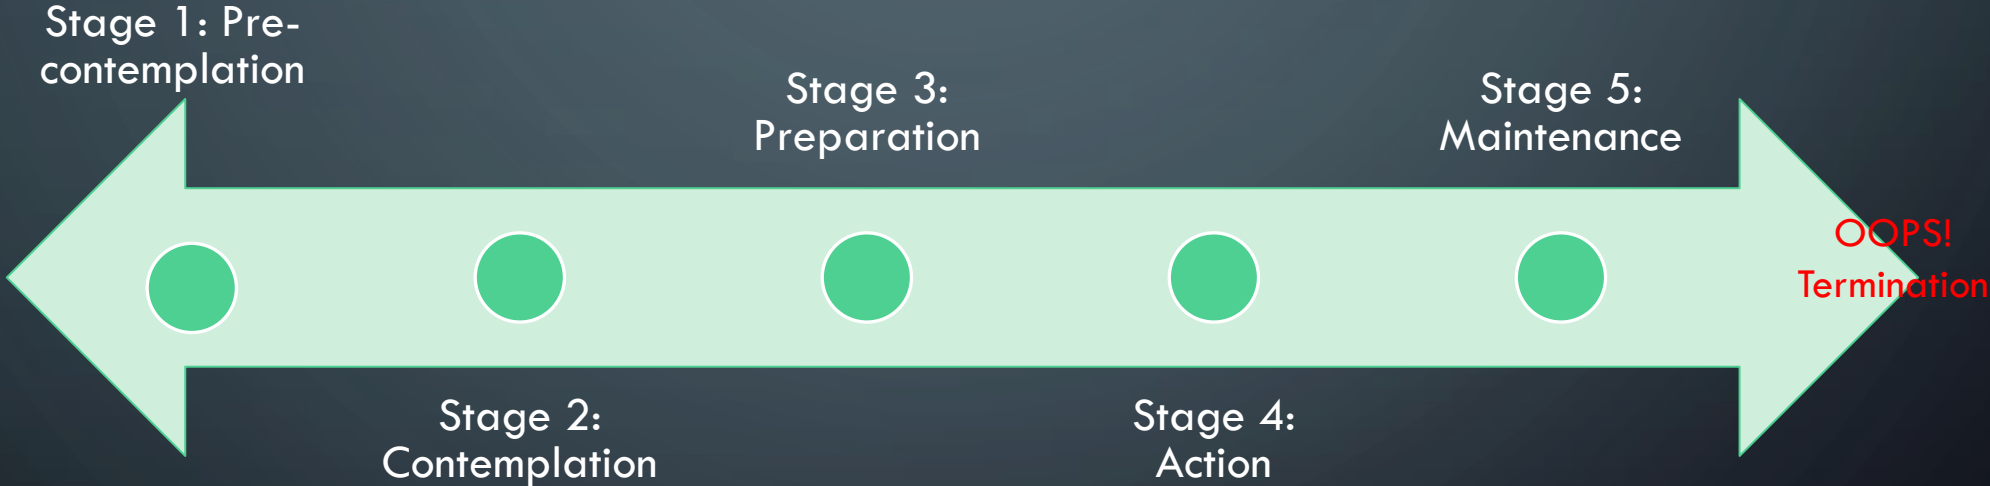 Stage 1: Pre-
contemplation
Stage 2:
Contemplation
Stage 3:
Preparation
Stage 4:
Action
Stage 5:
Maintenance
OOPS!
Termination